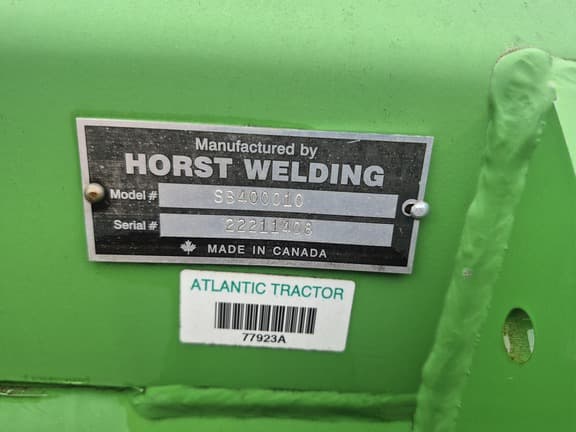 Manufactured by
HORST WELDING
Model # SB400010
Serial # 22211408
MADE IN CANADA
ATLANTIC TRACTOR
77923A